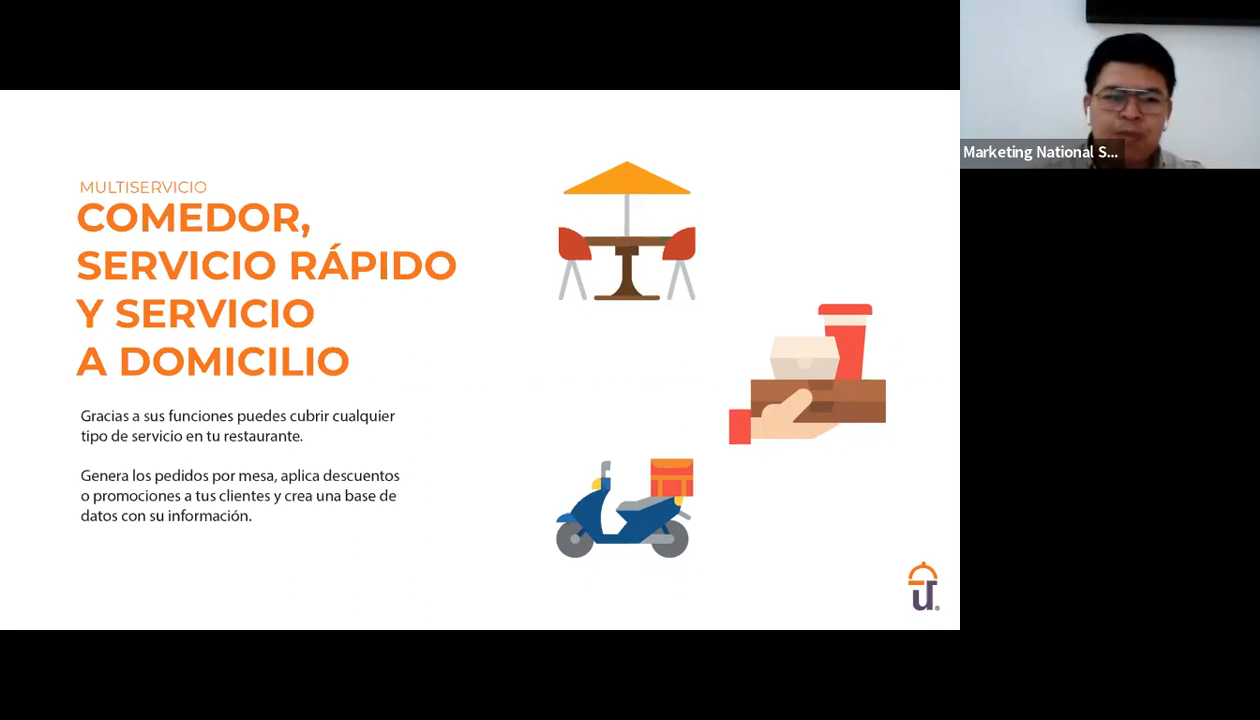 MULTISERVICIO
COMEDOR,
SERVICIO RÁPIDO
Y SERVICIO
A DOMICILIO
Gracias a sus funciones puedes cubrir cualquier
tipo de servicio en tu restaurante.
Genera los pedidos por mesa, aplica descuentos
o promociones a tus clientes y crea una base de
datos con su información.
Marketing National S...